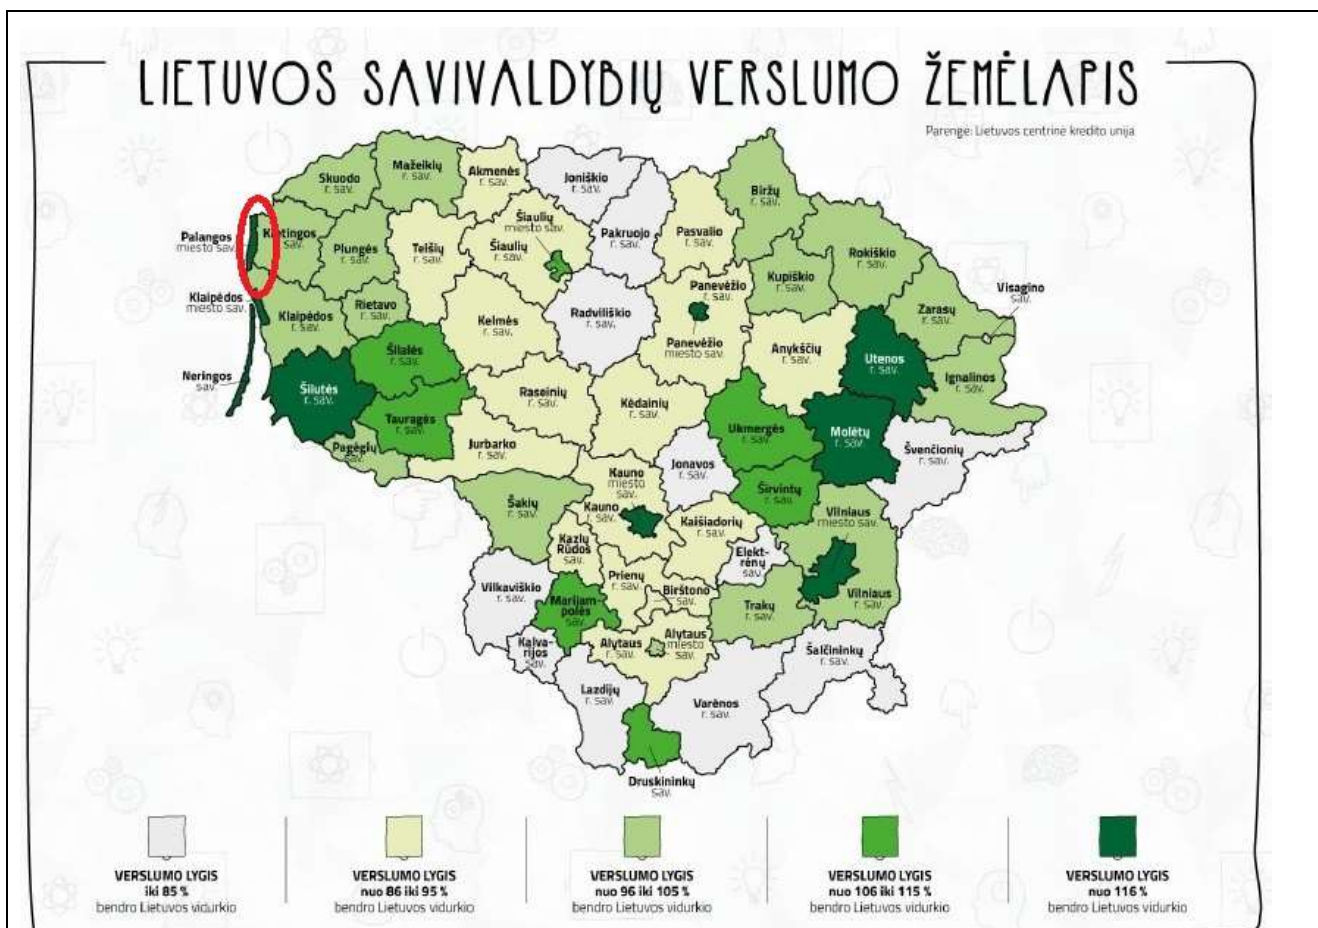 LIETUVOS SAVIVALDYBIŲ VERSLUMO ŽEMĖLAPIS
Parengė: Lietuvos centrinė kredito unija
Skuodo
r. sav.
Mažeikių
r. sav.
Akmenės
r. sav.
Joniškio
r. sav.
Biržų
r. sav.
Palangos
miesto sav.
Kretingos
sav.
Plungės
r. sav.
Telšių
r. sav.
Šiaulių
miesto sav.
Šiaulių
r. sav.
Pakruojo
r. sav.
Pasvalio
r. sav.
Rokiškio
r. sav.
Kupiškio
r. sav.
Visagino
sav.
Klaipėdos
miesto sav.
Klaipėdos
r. sav.
Rietavo
r. sav.
Kelmės
r. sav.
Radviliškio
r. sav.
Panevėžio
r. sav.
Panevėžio
miesto sav.
Anykščių
r. sav.
Zarasų
r. sav.
Utenos
r. sav.
Ignalinos
r. sav.
Neringos
sav.
Šilutės
r. sav.
Šilalės
r. sav.
Tauragės
r. sav.
Raseinių
r. sav.
Kėdainių
r. sav.
Ukmergės
r. sav.
Molėtų
r. sav.
Švenčionių
r. sav.
Pagėgių
sav.
Jurbarko
r. sav.
Jonavos
r. sav.
Širvintų
r. sav.
Šakių
r. sav.
Kauno
miesto
sav.
Kauno
r. sav.
Kaišiadorių
r. sav.
Vilniaus
miesto sav.
Kazlų
Rūdos
sav.
Elekt-
rėnų
sav.
Vilkaviškio
r. sav.
Prienų
r. sav.
Birštono
sav.
Marijam-
polės
sav.
Trakų
r. sav.
Vilniaus
r. sav.
Kalva-
rijos
sav.
Alytaus
r. sav.
Alytaus
miesto
sav.
Šalčininkų
r. sav.
Lazdijų
r. sav.
Varėnos
r. sav.
Druskininkų
sav.
VERSLUMO LYGIS
iki 85 %
bendro Lietuvos vidurkio
VERSLUMO LYGIS
nuo 86 iki 95 %
bendro Lietuvos vidurkio
VERSLUMO LYGIS
nuo 96 iki 105 %
bendro Lietuvos vidurkio
VERSLUMO LYGIS
nuo 106 iki 115 %
bendro Lietuvos vidurkio
VERSLUMO LYGIS
nuo 116 %
bendro Lietuvos vidurkio